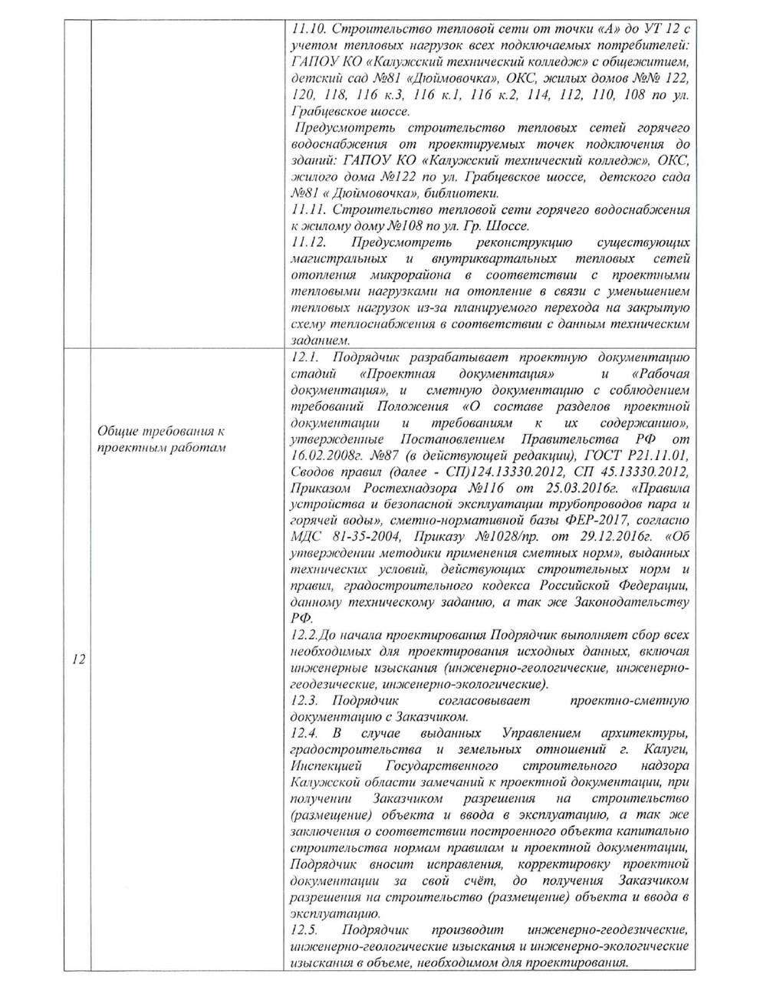 11.10. Строительство тепловой сети от точки «А» до УТ 12 с
учетом тепловых нагрузок всех подключаемых потребителей:
ГАПОУ КО «Калужский технический колледж» с общежитием,
детский сад №81 «Дюймовочка», ОКС, жилых домов №№ 122,
120, 118, 116 к.3, 116 к.1, 116 к.2, 114, 112, 110, 108 по ул.
Грабцевское шоссе.
Предусмотреть строительство тепловых сетей горячего
водоснабжения от проектируемых точек подключения до
зданий: ГАПОУ КО «Калужский технический колледж», ОКС,
жилого дома №122 по ул. Грабцевское шоссе, детского сада
№81 « Дюймовочка», библиотеки.
11.11. Строительство тепловой сети горячего водоснабжения
к жилому дому №108 по ул. Гр. Шоссе.
11.12. Предусмотреть реконструкцию существующих
магистральных и внутриквартальных тепловых сетей
отопления микрорайона в соответствии с проектными
тепловыми нагрузками на отопление в связи с уменьшением
тепловых нагрузок из-за планируемого перехода на закрытую
схему теплоснабжения в соответствии с данным техническим
заданием.
12
Общие требования к
проектным работам
12.1. Подрядчик разрабатывает проектную документацию
стадий «Проектная документация» и «Рабочая
документация», и сметную документацию с соблюдением
требований Положения «О составе разделов проектной
документации и требованиям к их содержанию»,
утвержденные Постановлением Правительства РФ от
16.02.2008г. №87 (в действующей редакции), ГОСТ Р21.11.01,
Сводов правил (далее - СП)124.13330.2012, СП 45.13330.2012,
Приказом Ростехнадзора №116 от 25.03.2016г. «Правила
устройства и безопасной эксплуатации трубопроводов пара и
горячей воды», сметно-нормативной базы ФЕР-2017, согласно
МДС 81-35-2004, Приказу №1028/пр. от 29.12.2016г. «Об
утверждении методики применения сметных норм», выданных
технических условий, действующих строительных норм и
правил, градостроительного кодекса Российской Федерации,
данному техническому заданию, а так же Законодательству
РФ.
12.2.До начала проектирования Подрядчик выполняет сбор всех
необходимых для проектирования исходных данных, включая
инженерные изыскания (инженерно-геологические, инженерно-
геодезические, инженерно-экологические).
12.3. Подрядчик согласовывает проектно-сметную
документацию с Заказчиком.
12.4. В случае выданных Управлением архитектуры,
градостроительства и земельных отношений г. Калуги,
Инспекцией Государственного строительного надзора
Калужской области замечаний к проектной документации, при
получении Заказчиком разрешения на строительство
(размещение) объекта и ввода в эксплуатацию, а так же
заключения о соответствии построенного объекта капитально
строительства нормам правилам и проектной документации,
Подрядчик вносит исправления, корректировку проектной
документации за свой счёт, до получения Заказчиком
разрешения на строительство (размещение) объекта и ввода в
эксплуатацию.
12.5. Подрядчик производит инженерно-геодезические,
инженерно-геологические изыскания и инженерно-экологические
изыскания в объеме, необходимом для проектирования.